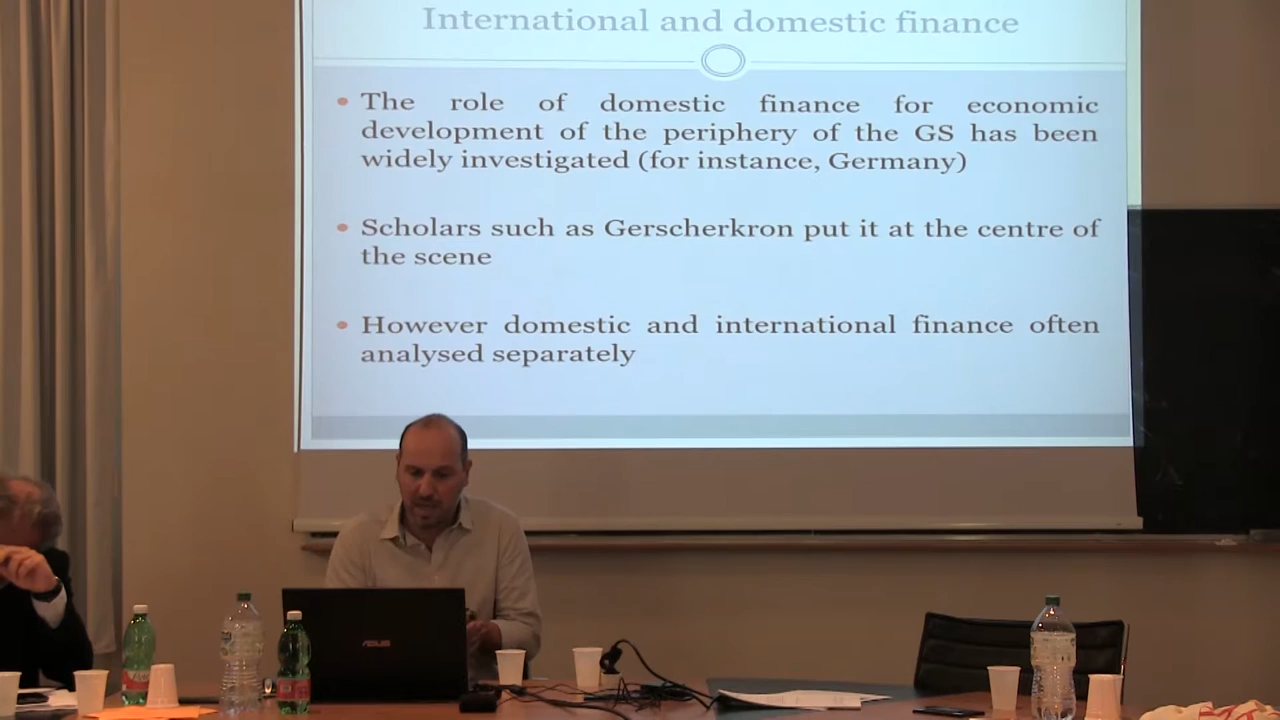 International and domestic finance
• The role of domestic finance for economic
development of the periphery of the GS has been
widely investigated (for instance, Germany)
• Scholars such as Gerscherkron put it at the centre of
the scene
• However domestic and international finance often
analysed separately
ASUS